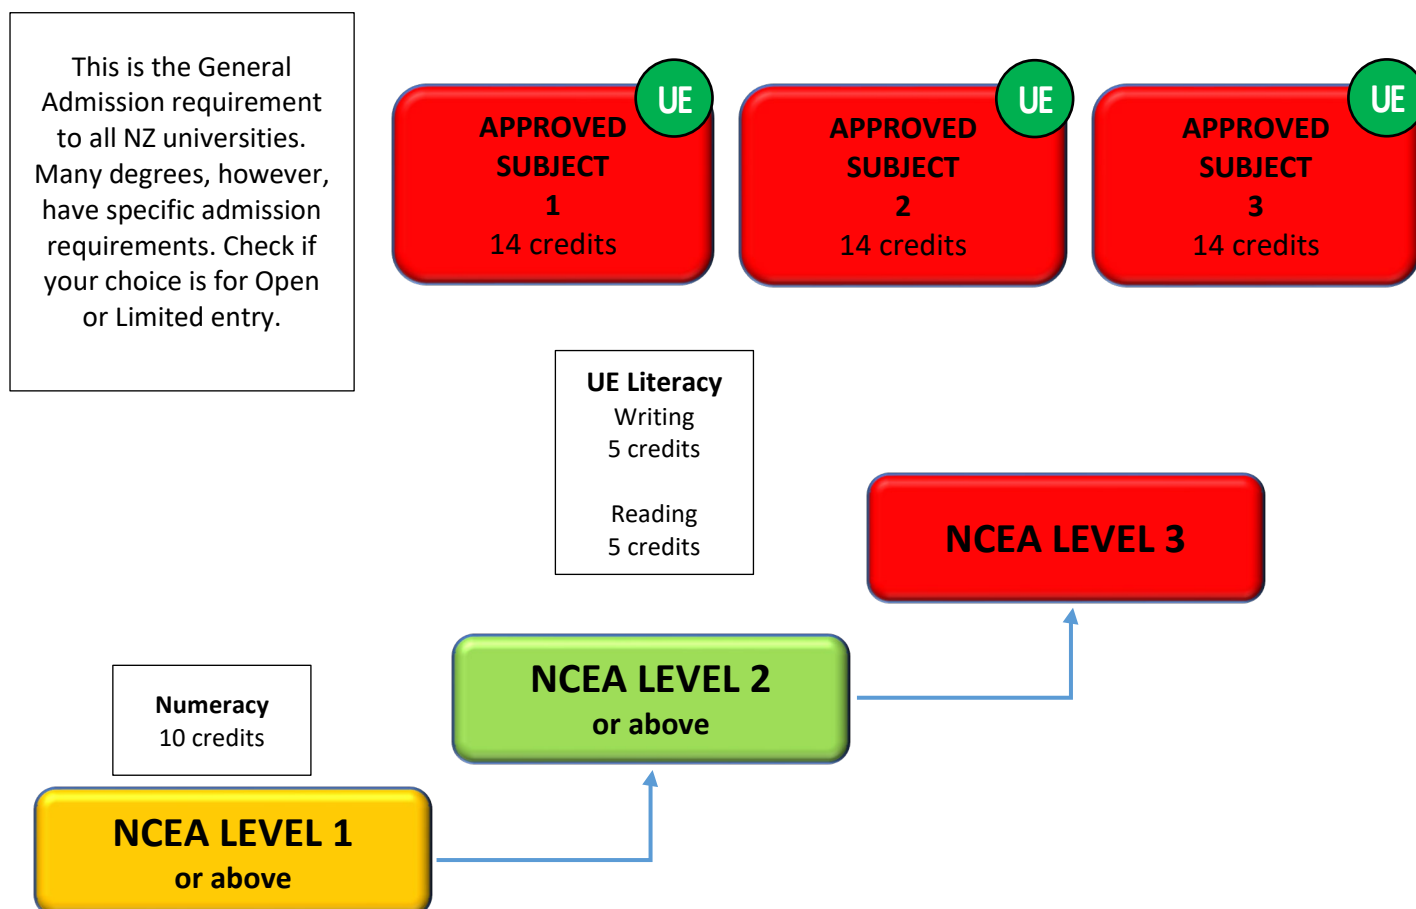 This is the General
Admission requirement
to all NZ universities.
Many degrees, however,
have specific admission
requirements. Check if
your choice is for Open
or Limited entry.
UE
APPROVED
SUBJECT
1
14 credits
UE
APPROVED
SUBJECT
2
14 credits
UE
APPROVED
SUBJECT
3
14 credits
UE Literacy
Writing
5 credits
Reading
5 credits
NCEA LEVEL 3
NCEA LEVEL 2
or above
Numeracy
10 credits
NCEA LEVEL 1
or above